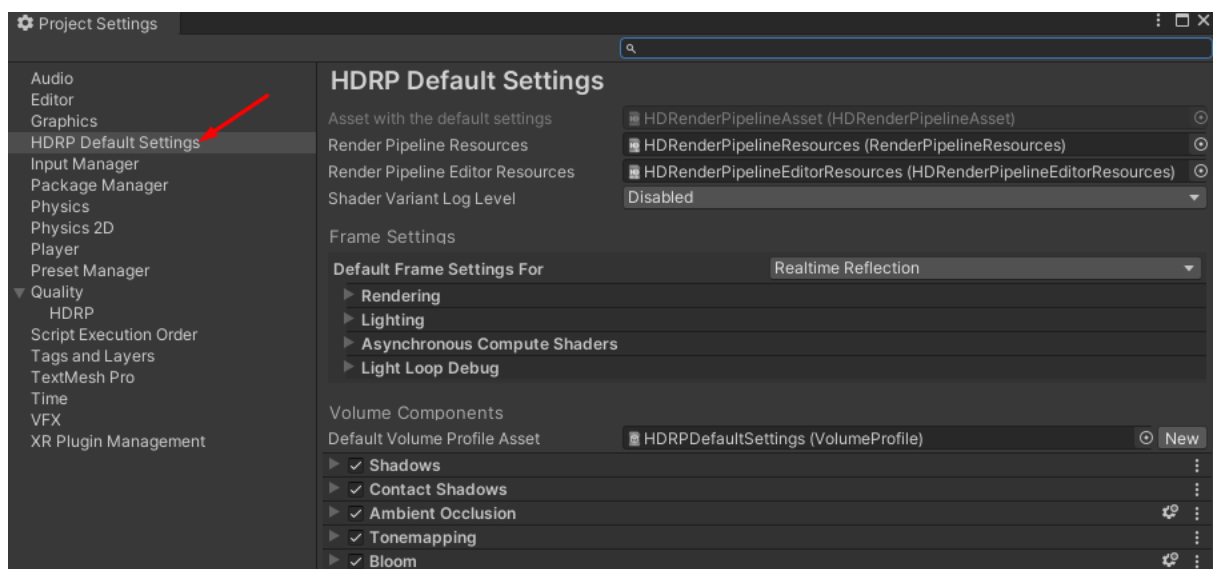 Project Settings
Audio
Editor
Graphics
HDRP Default Settings
Input Manager
Package Manager
Physics
Physics 2D
Player
Preset Manager
Quality
HDRP
Script Execution Order
Tags and Layers
TextMesh Pro
Time
VFX
XR Plugin Management
HDRP Default Settings
Asset with the default settings HDRenderPipelineAsset (HDRenderPipelineAsset)
Render Pipeline Resources HDRenderPipelineResources (RenderPipelineResources)
Render Pipeline Editor Resources HDRenderPipelineEditorResources (HDRenderPipelineEditorResources)
Shader Variant Log Level Disabled
Frame Settings
Default Frame Settings For Realtime Reflection
Rendering
Lighting
Asynchronous Compute Shaders
Light Loop Debug
Volume Components
Default Volume Profile Asset HDRPDefaultSettings (VolumeProfile) New
Shadows
Contact Shadows
Ambient Occlusion
Tonemapping
Bloom